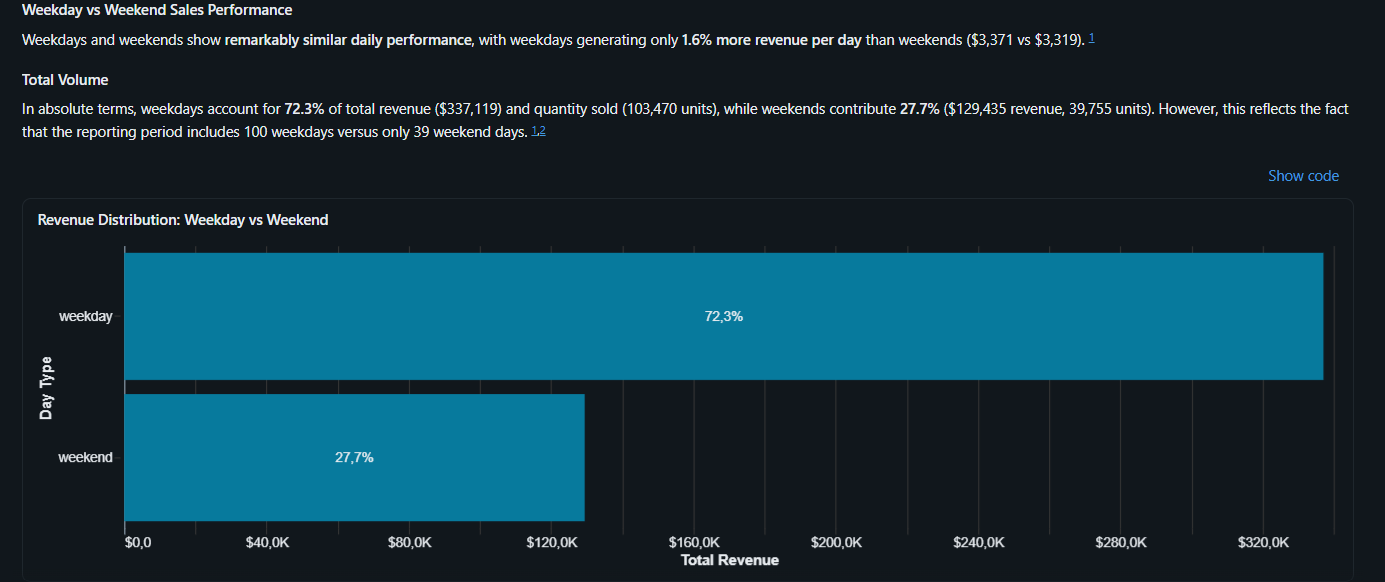 Weekday vs Weekend Sales Performance
Weekdays and weekends show remarkably similar daily performance, with weekdays generating only 1.6% more revenue per day than weekends ($3,371 vs $3,319). 1
Total Volume
In absolute terms, weekdays account for 72.3% of total revenue ($337,119) and quantity sold (103,470 units), while weekends contribute 27.7% ($129,435 revenue, 39,755 units). However, this reflects the fact
that the reporting period includes 100 weekdays versus only 39 weekend days. 1,2
Show code
Revenue Distribution: Weekday vs Weekend
weekday
72,3%
Day Type
weekend
27,7%
$0,0 $40,0K $80,0K $120,0K $160,0K $200,0K $240,0K $280,0K $320,0K
Total Revenue